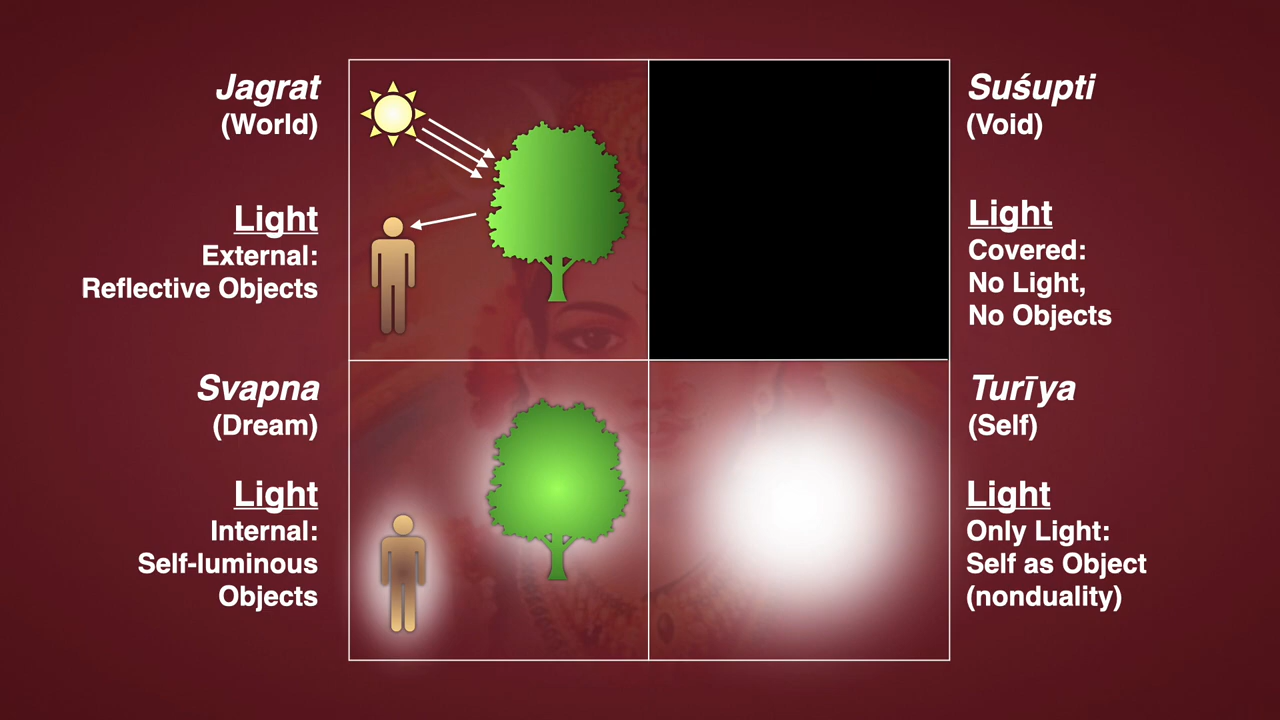 Jagrat
(World)
Light
External:
Reflective Objects
Suśupti
(Void)
Light
Covered:
No Light,
No Objects
Svapna
(Dream)
Light
Internal:
Self-luminous
Objects
Turīya
(Self)
Light
Only Light:
Self as Object
(nonduality)